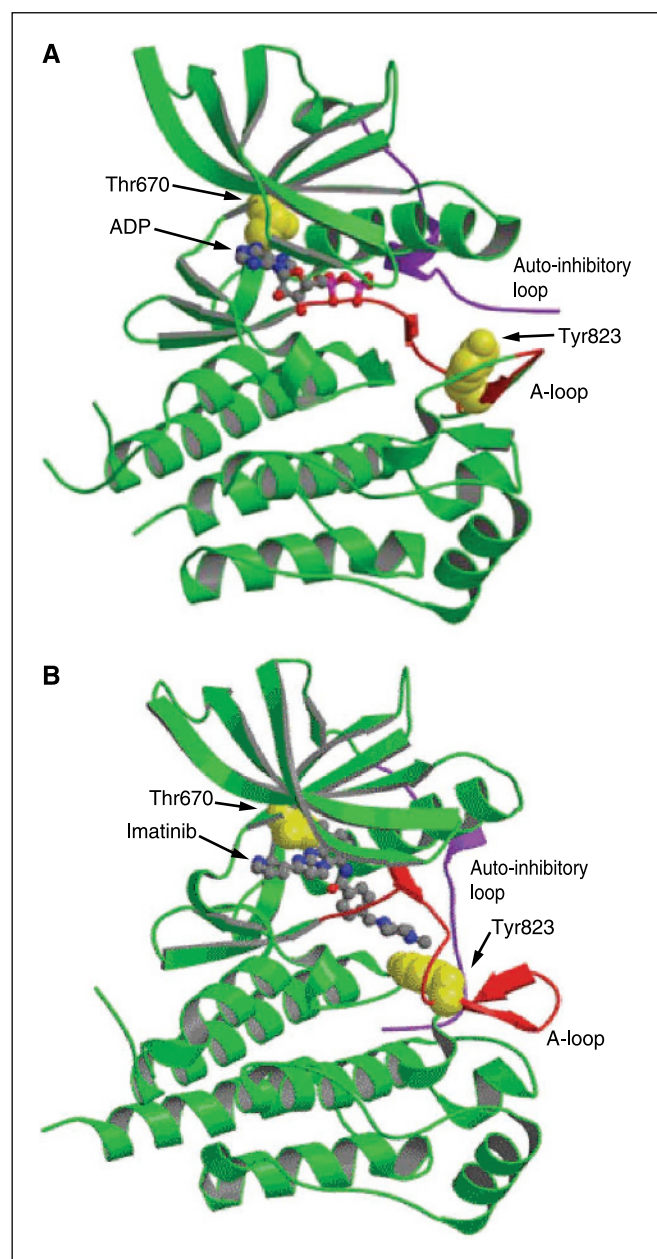 A
Thr670
ADP
Auto-inhibitory
loop
Tyr823
A-loop
B
Thr670
Imatinib
Auto-inhibitory
loop
Tyr823
A-loop